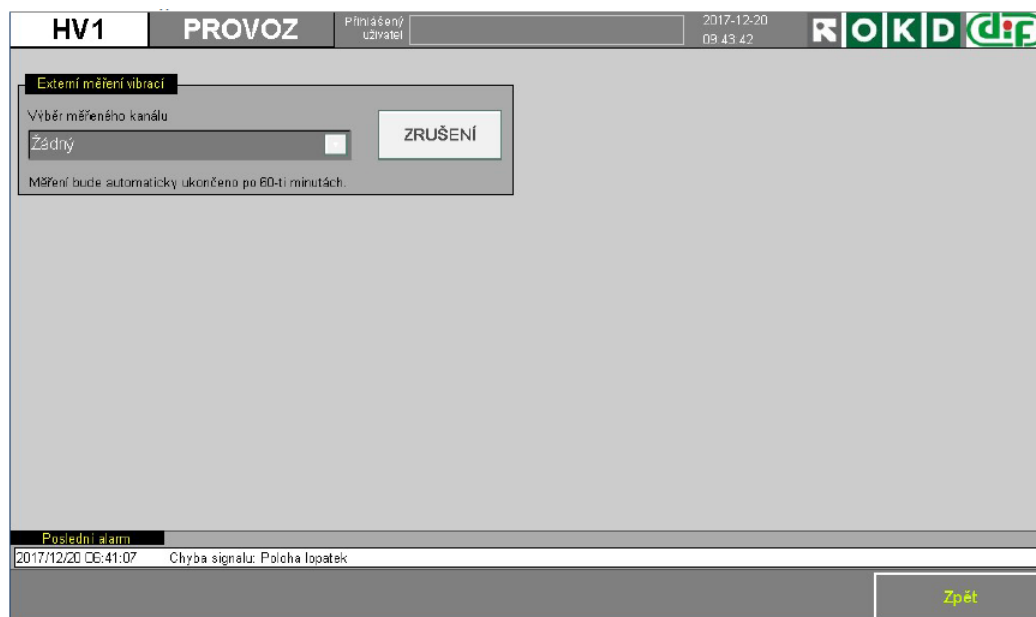 HV1
PROVOZ
Přihlášený
uživatel
2017-12-20
09 43 42
OKD
Externí měření vibrací
Výběr měřeného kanálu
Žádný
ZRUŠENÍ
Měření bude automaticky ukončeno po 60-ti minutách.
Poslední alarm
2017/12/20 06:41:07 Chyba signalu: Poloha lopatek
Zpět